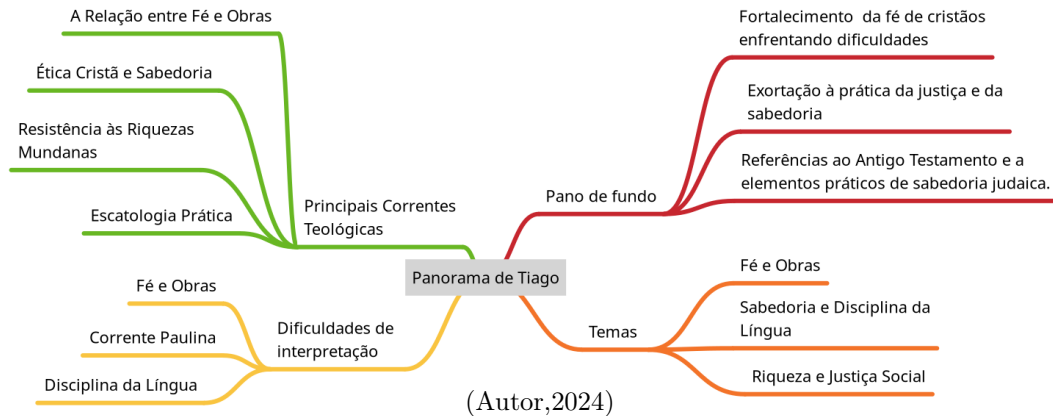 A Relação entre Fé e Obras
Ética Cristã e Sabedoria
Resistência às Riquezas
Mundanas
Escatologia Prática
Principais Correntes
Teológicas
Fé e Obras
Corrente Paulina
Disciplina da Língua
Dificuldades de
interpretação
Panorama de Tiago
Fortalecimento da fé de cristãos
enfrentando dificuldades
Exortação à prática da justiça e da
sabedoria
Referências ao Antigo Testamento e a
elementos práticos de sabedoria judaica.
Pano de fundo
Fé e Obras
Sabedoria e Disciplina da
Língua
Riqueza e Justiça Social
Temas
(Autor,2024)